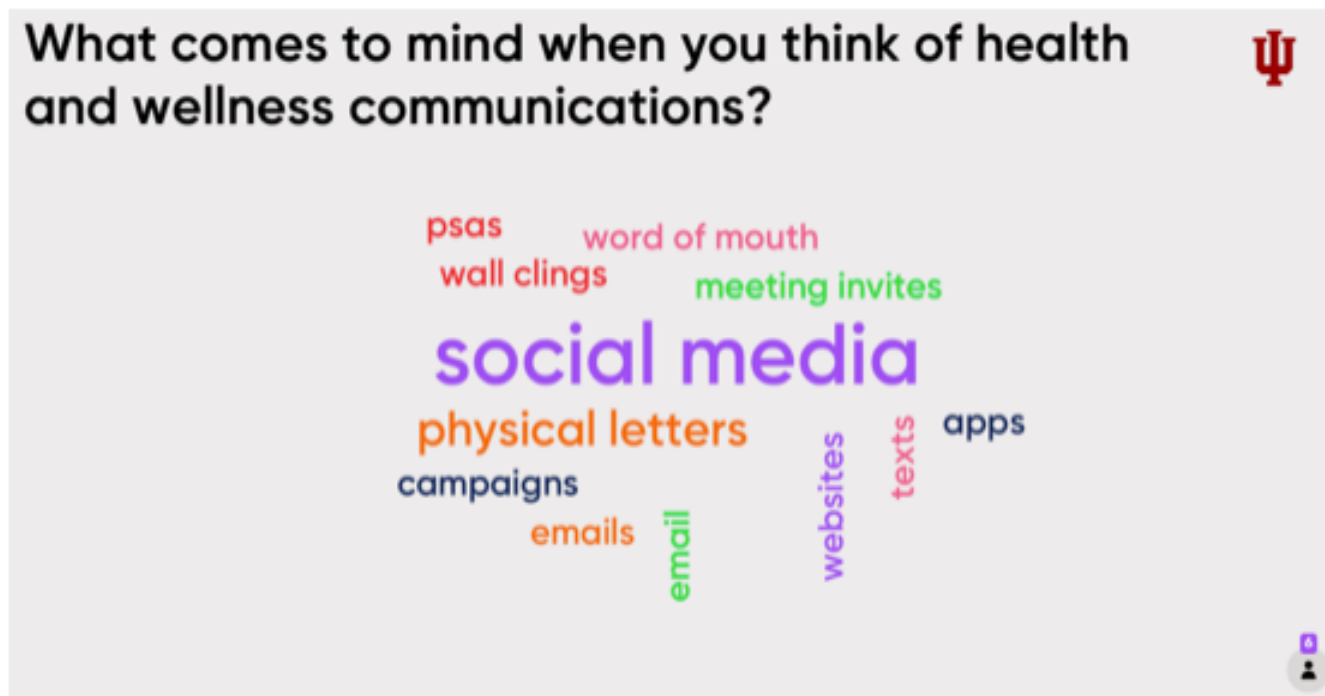 What comes to mind when you think of health
and wellness communications?
psas
word of mouth
wall clings
meeting invites
social media
physical letters
apps
texts
websites
campaigns
emails
email
6